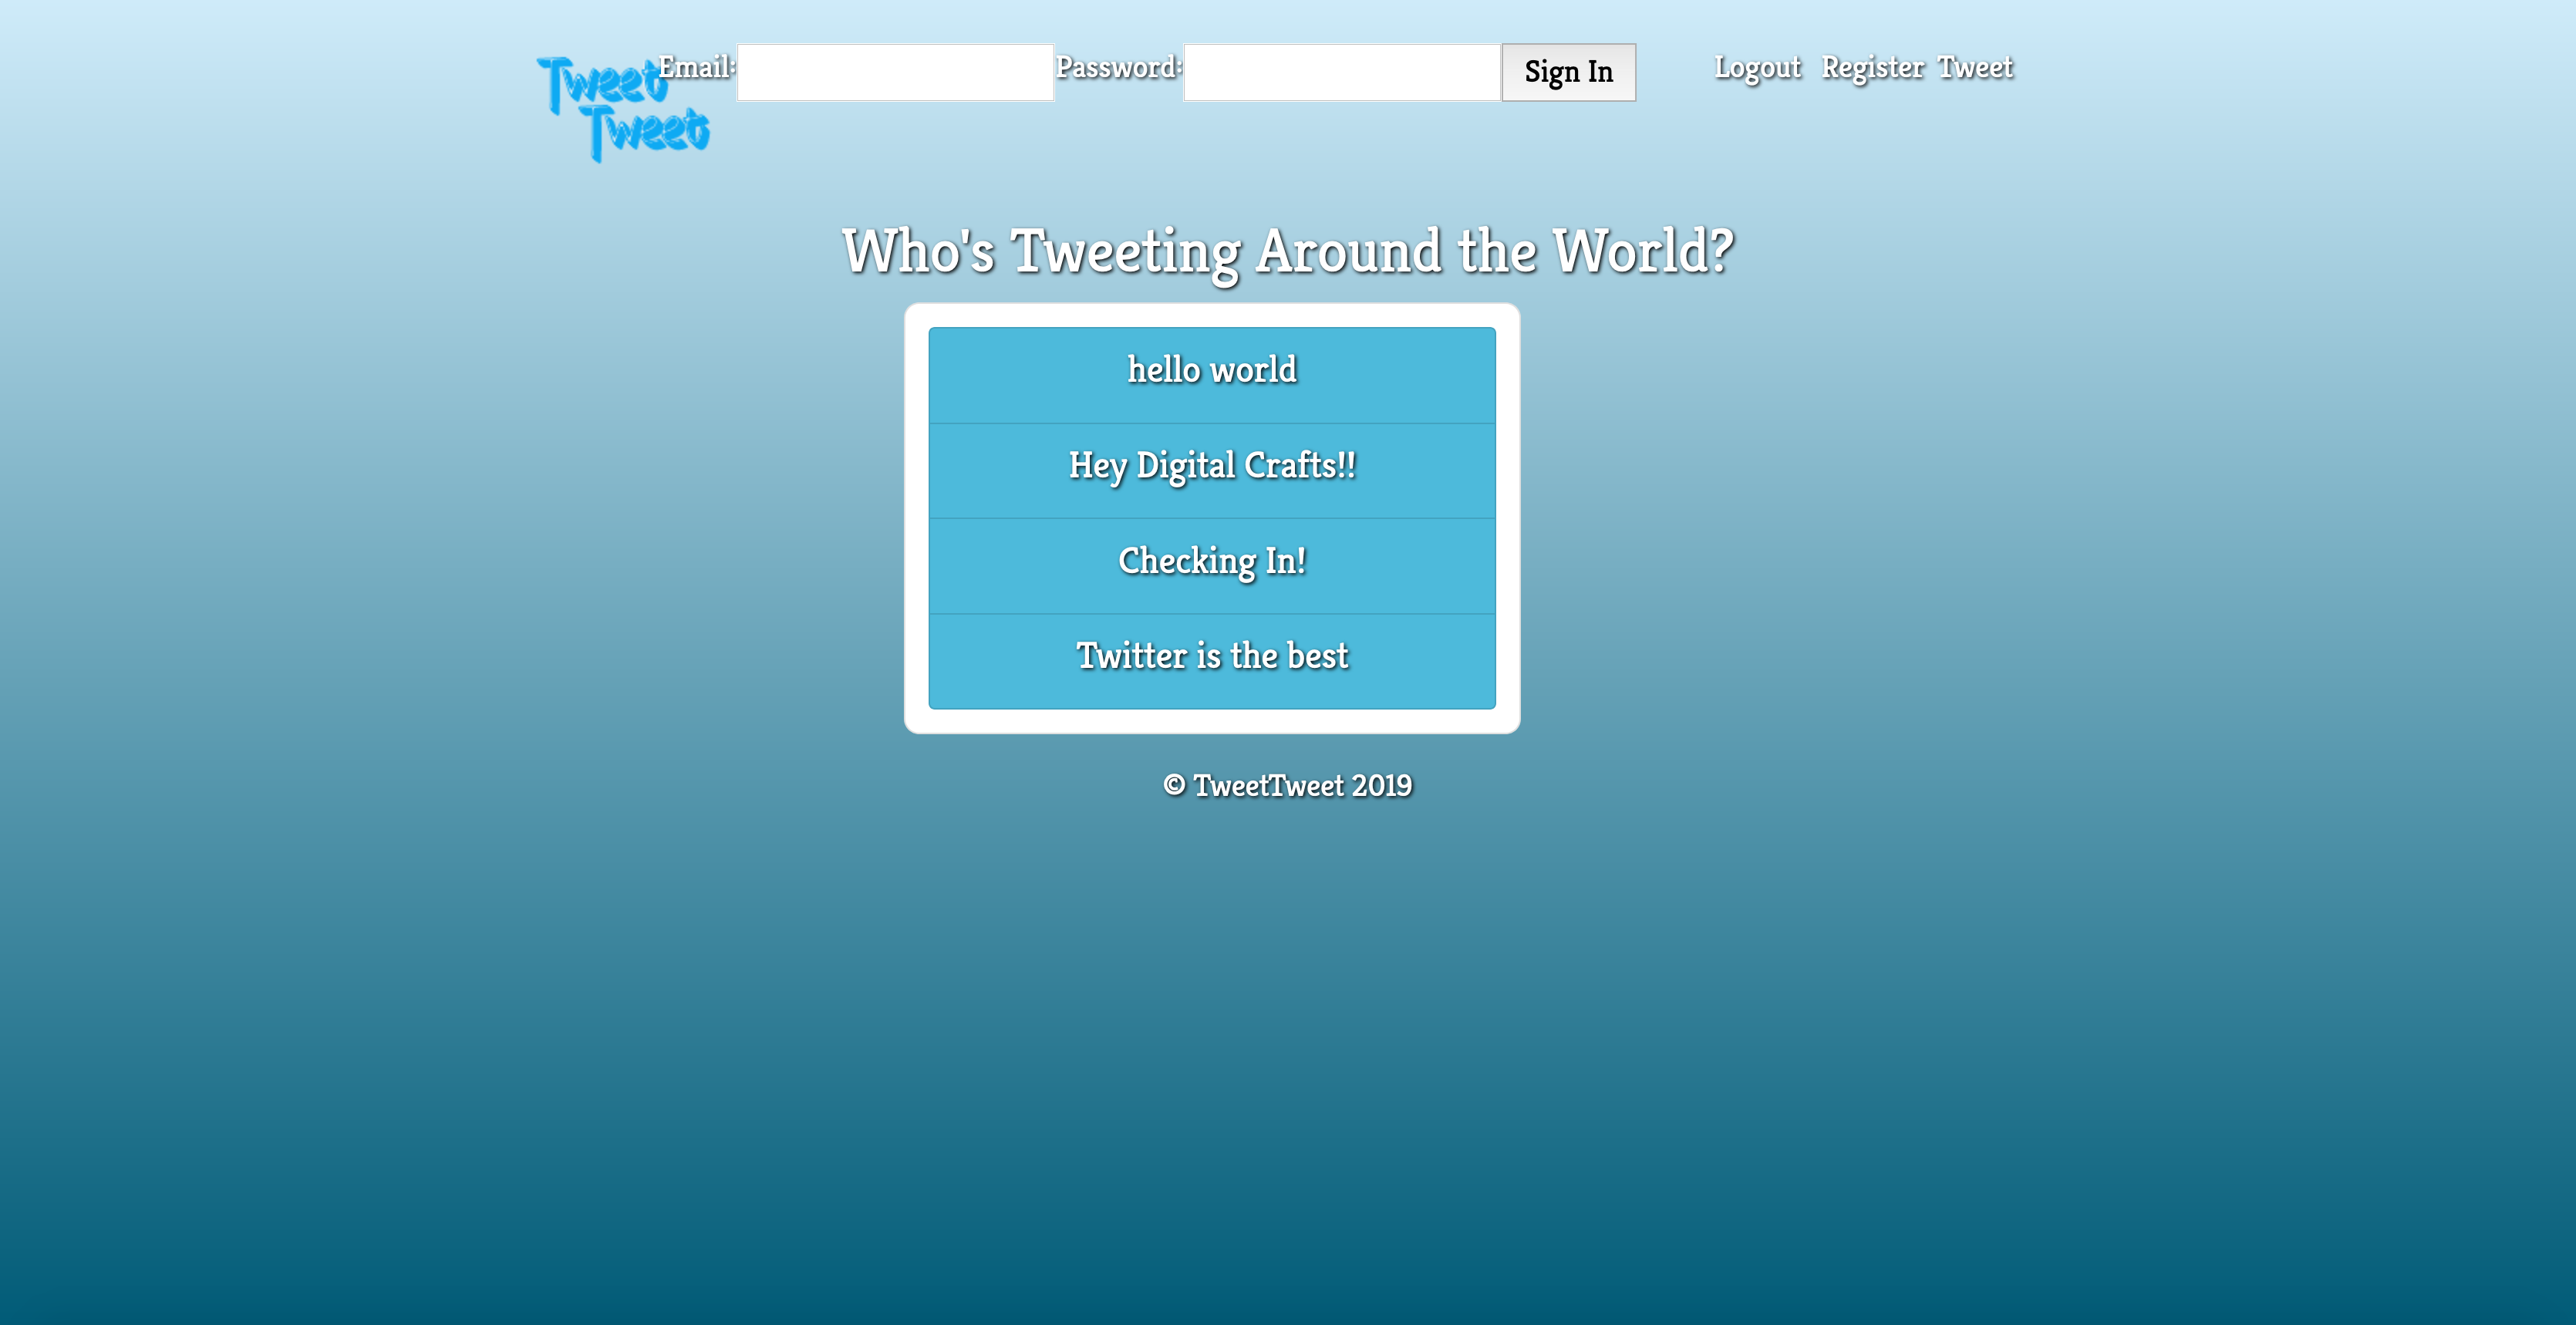 Tweet
Tweet
Email: Password: Sign In Logout Register Tweet
Who's Tweeting Around the World?
hello world
Hey Digital Crafts!!
Checking In!
Twitter is the best
© TweetTweet 2019